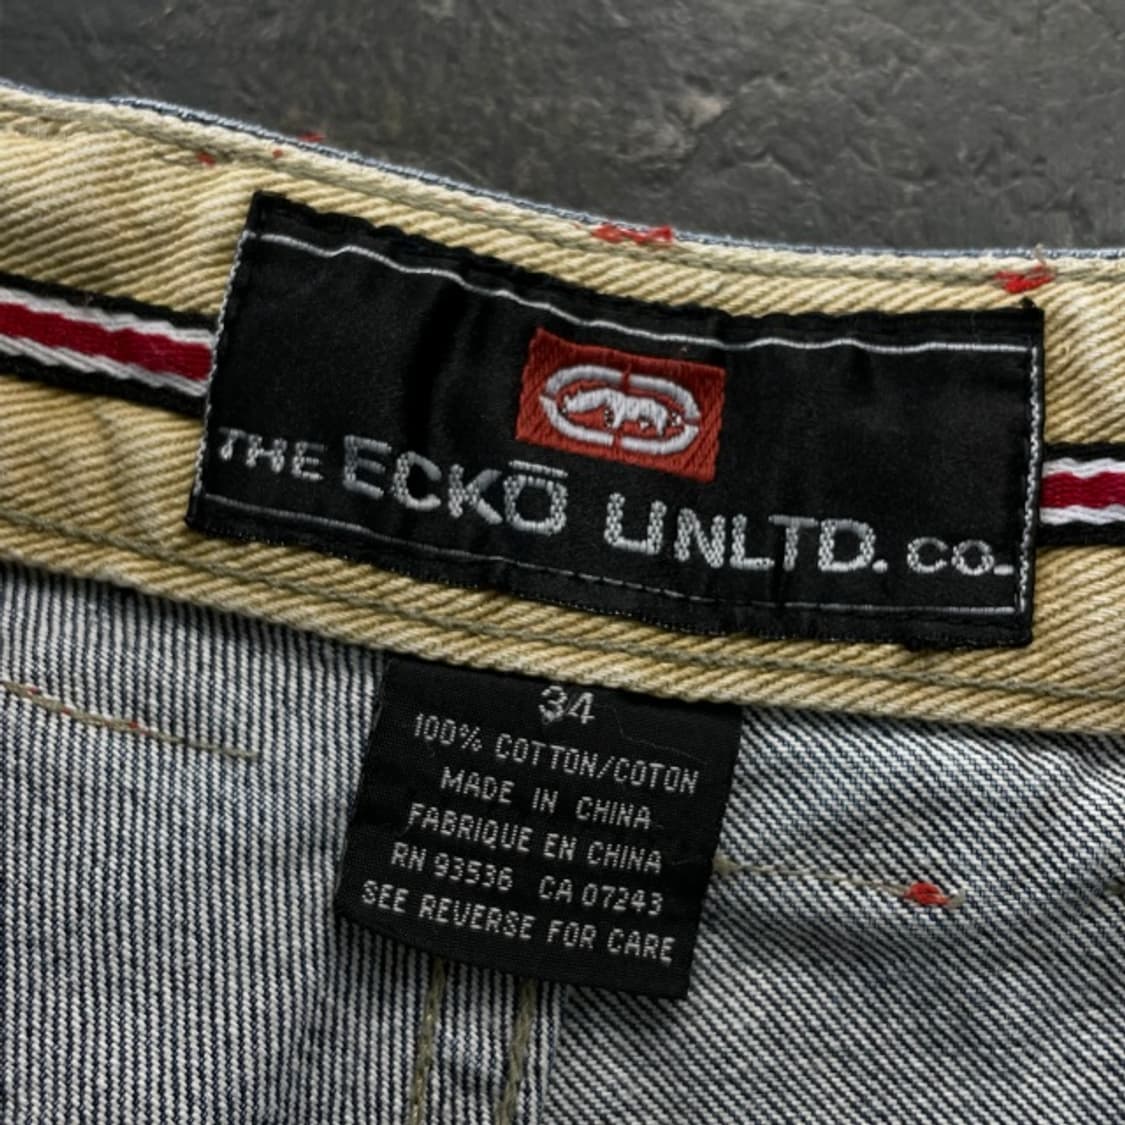 THE ECKŌ UNLTD. CO.
34
100% COTTON/COTON
MADE IN CHINA
FABRIQUE EN CHINA
RN 93536 CA 07243
SEE REVERSE FOR CARE